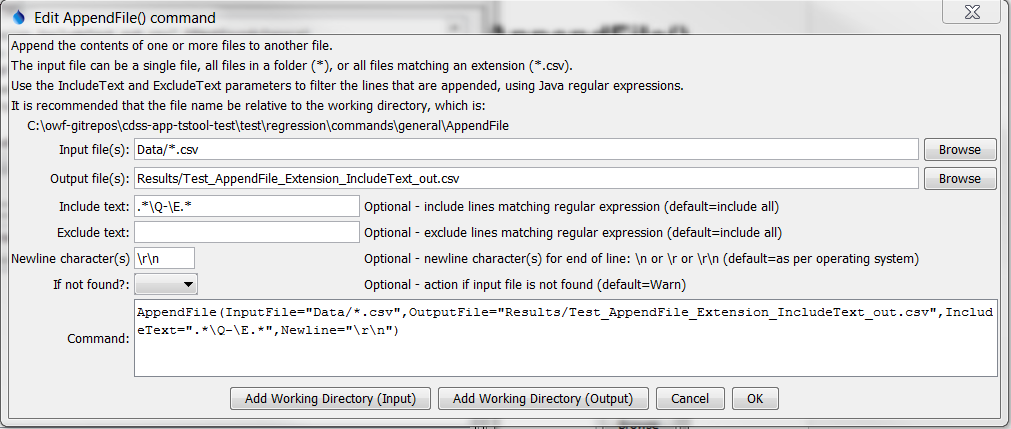 Edit AppendFile() command
Append the contents of one or more files to another file.
The input file can be a single file, all files in a folder (*), or all files matching an extension (*.csv).
Use the IncludeText and ExcludeText parameters to filter the lines that are appended, using Java regular expressions.
It is recommended that the file name be relative to the working directory, which is:
C:\owf-gitrepos\cdss-app-tstool-test\test\regression\commands\general\AppendFile
Input file(s): Data/*.csv Browse
Output file(s): Results/Test_AppendFile_Extension_IncludeText_out.csv Browse
Include text: .*\Q-\E.* Optional - include lines matching regular expression (default=include all)
Exclude text: Optional - exclude lines matching regular expression (default=include all)
Newline character(s) \r\n Optional - newline character(s) for end of line: \n or \r or \r\n (default=as per operating system)
If not found?: Optional - action if input file is not found (default=Warn)
Command: AppendFile(InputFile="Data/*.csv",OutputFile="Results/Test_AppendFile_Extension_IncludeText_out.csv",Includ
eText=".*\Q-\E.*",Newline="\r\n")
Add Working Directory (Input) Add Working Directory (Output) Cancel OK